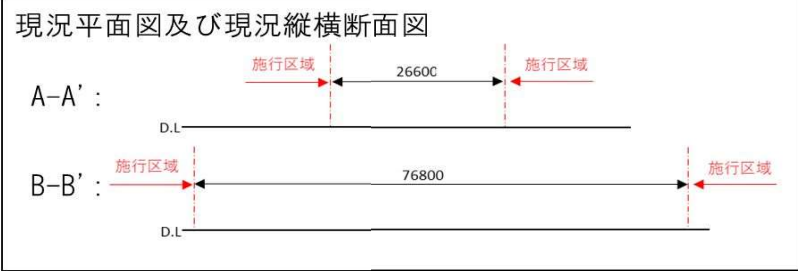 現況平面図及び現況縦横断面図
施行区域 26600 施行区域
A-A':
D.L
施行区域 76800 施行区域
B-B':
D.L